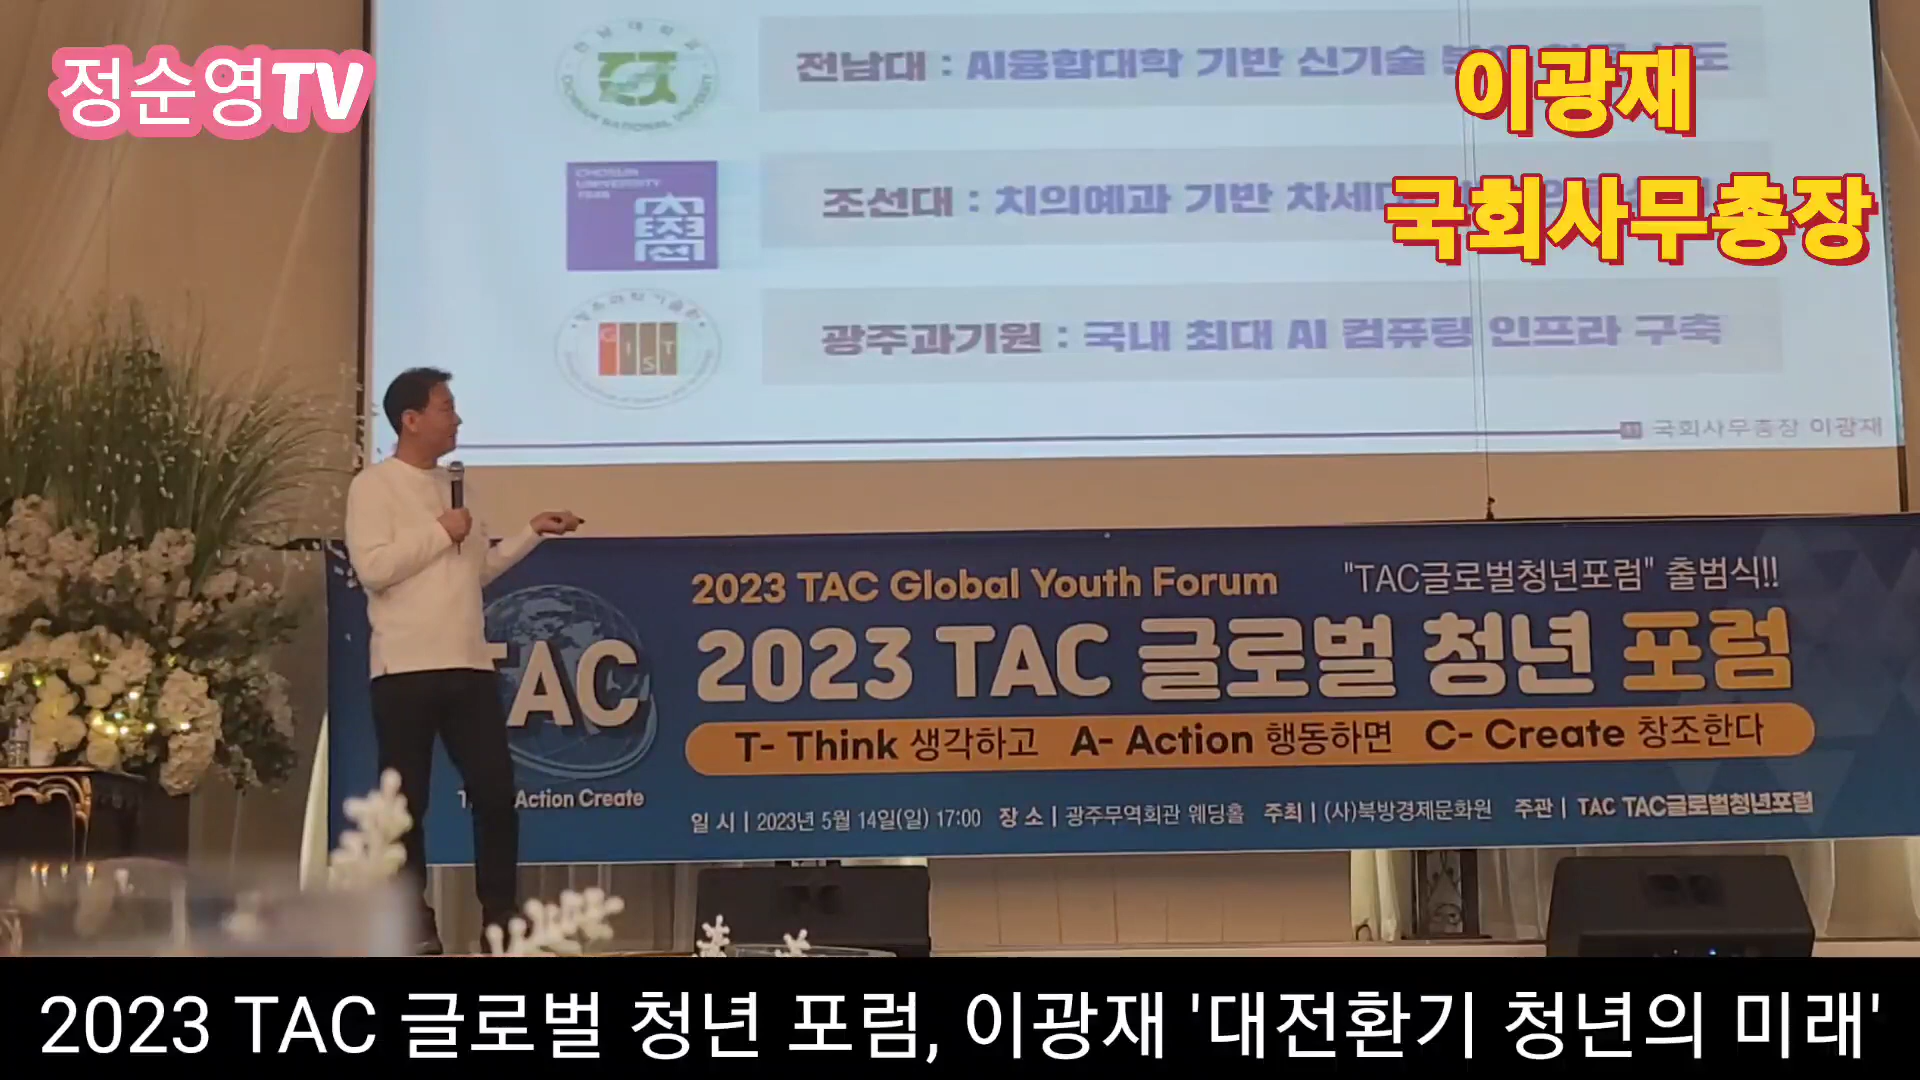 정순영TV
이광재
국회사무총장
전남대 : AI융합대학 기반 신기술
CHOSUN
UNIVERSITY
1946
조선대 : 치의예과 기반 차세대
GIST
광주과기원 : 국내 최대 AI 컴퓨팅 인프라 구축
국회사무총장 이광재
2023 TAC Global Youth Forum
"TAC글로벌청년포럼" 출범식!!
2023 TAC 글로벌 청년 포럼
T- Think 생각하고 A- Action 행동하면 C- Create 창조한다
TAC
Action Create
일 시 | 2023년 5월 14일(일) 17:00 장 소 | 광주무역회관 웨딩홀 주최 | (사)북방경제문화원 주관 | TAC TAC글로벌청년포럼
2023 TAC 글로벌 청년 포럼, 이광재 '대전환기 청년의 미래'